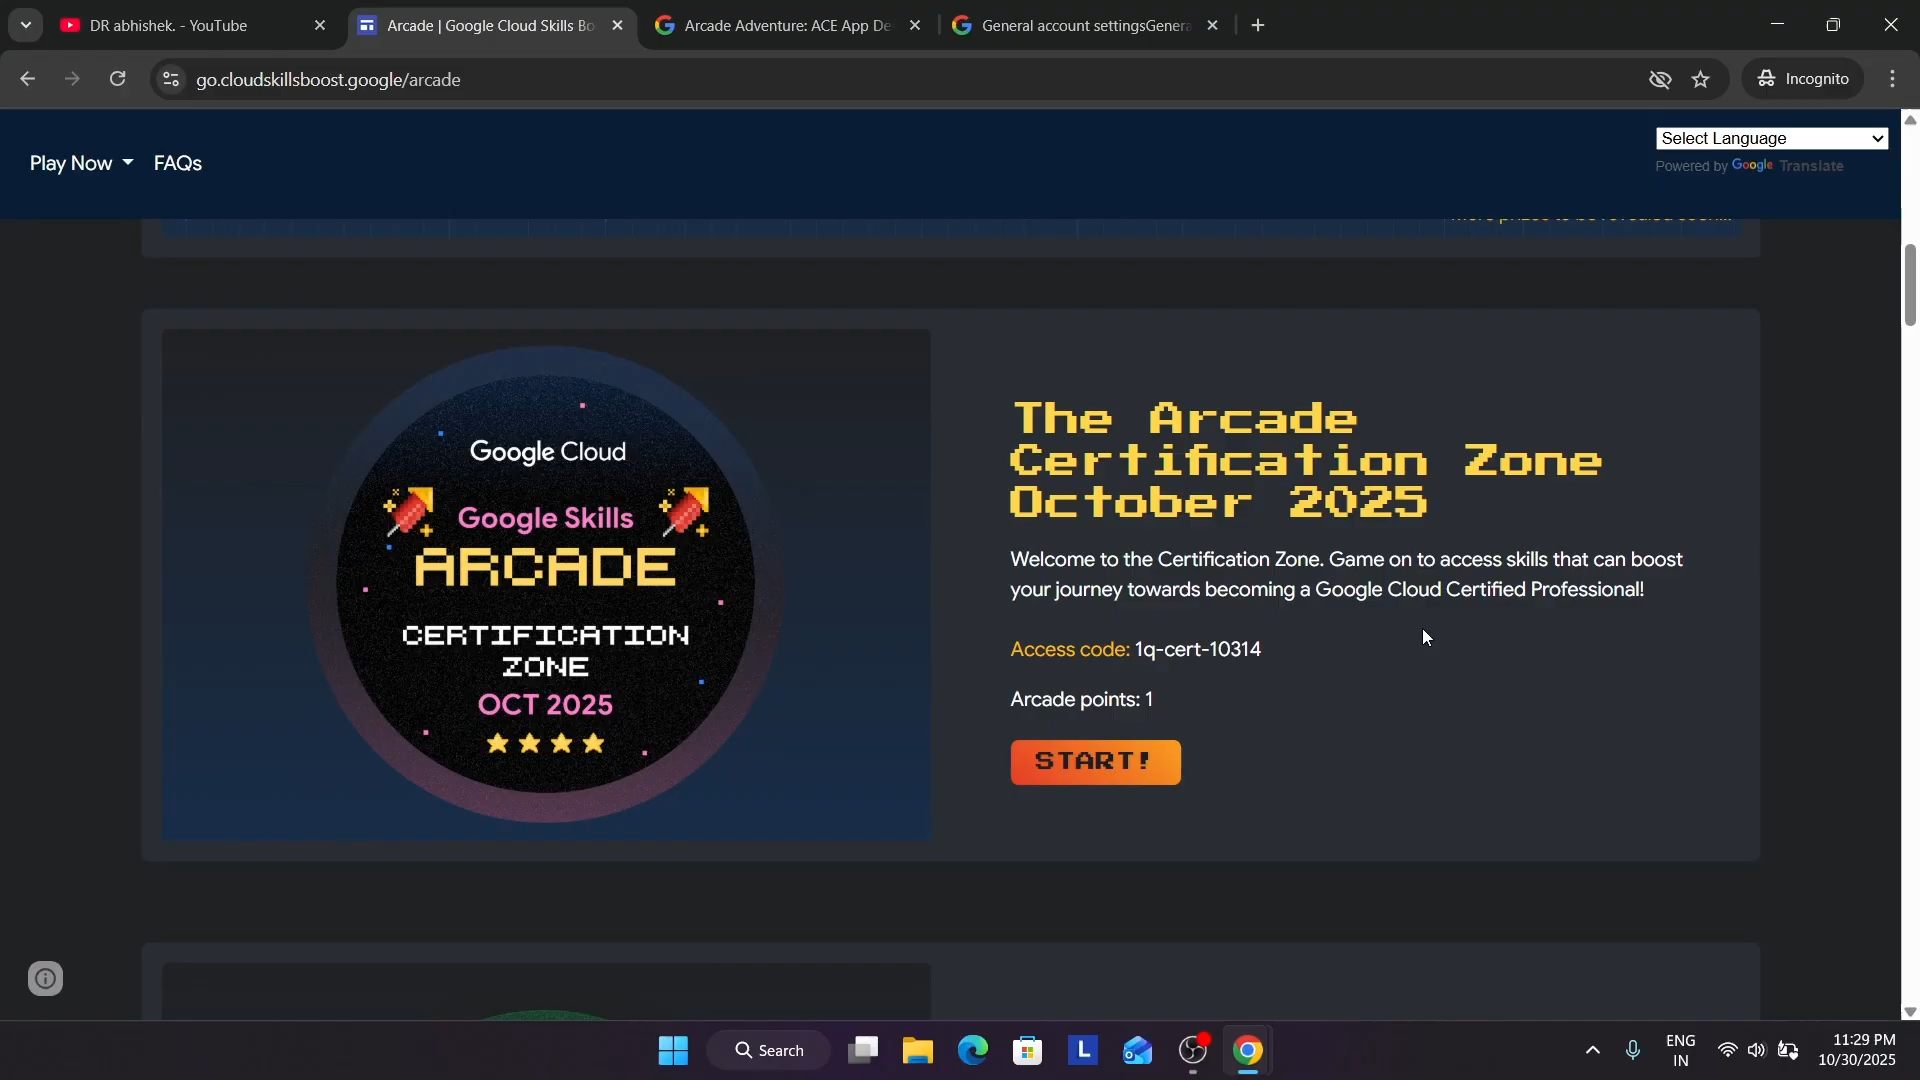 DR abhishek. - YouTube
Arcade | Google Cloud Skills Bo
Arcade Adventure: ACE App De
General account settingsGenera
go.cloudskillsboost.google/arcade
Incognito
Play Now
FAQs
Select Language
Powered by Google Translate
Google Cloud
Google Skills
ARCADE
CERTIFICATION
ZONE
OCT 2025
The Arcade
Certification Zone
October 2025
Welcome to the Certification Zone. Game on to access skills that can boost
your journey towards becoming a Google Cloud Certified Professional!
Access code: 1q-cert-10314
Arcade points: 1
START!
Search
L
ENG
IN
11:29 PM
10/30/2025